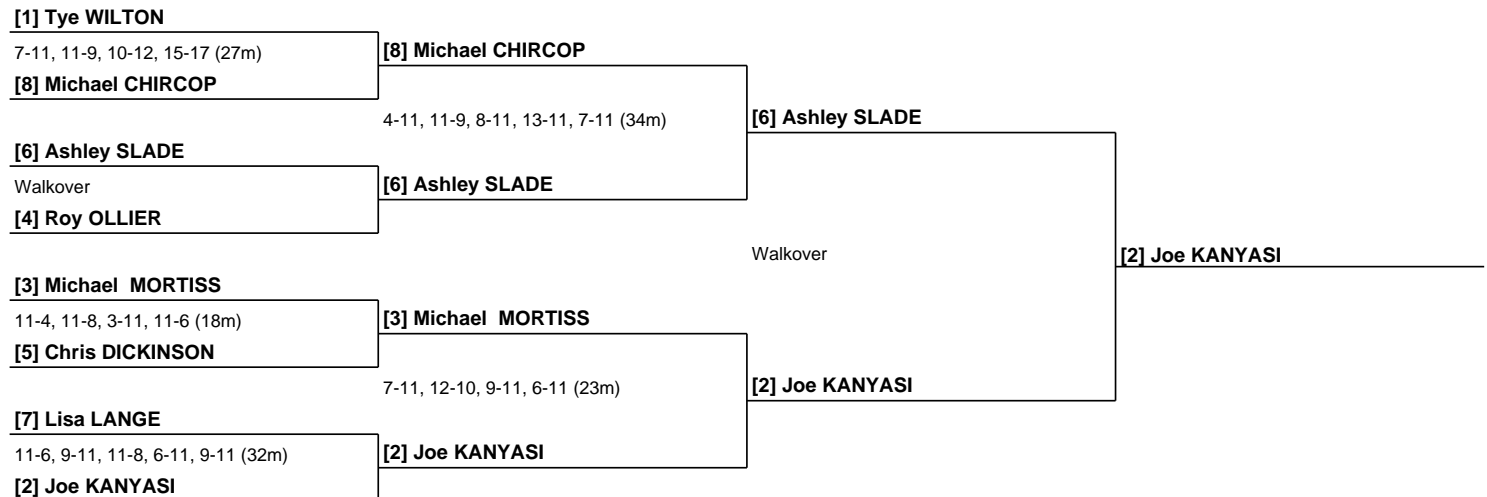 [1] Tye WILTON
7-11, 11-9, 10-12, 15-17 (27m)
[8] Michael CHIRCOP
[8] Michael CHIRCOP
4-11, 11-9, 8-11, 13-11, 7-11 (34m)
[6] Ashley SLADE
[6] Ashley SLADE
Walkover
[6] Ashley SLADE
[4] Roy OLLIER
Walkover
[2] Joe KANYASI
[3] Michael  MORTISS
11-4, 11-8, 3-11, 11-6 (18m)
[3] Michael  MORTISS
[5] Chris DICKINSON
7-11, 12-10, 9-11, 6-11 (23m)
[2] Joe KANYASI
[7] Lisa LANGE
11-6, 9-11, 11-8, 6-11, 9-11 (32m)
[2] Joe KANYASI
[2] Joe KANYASI